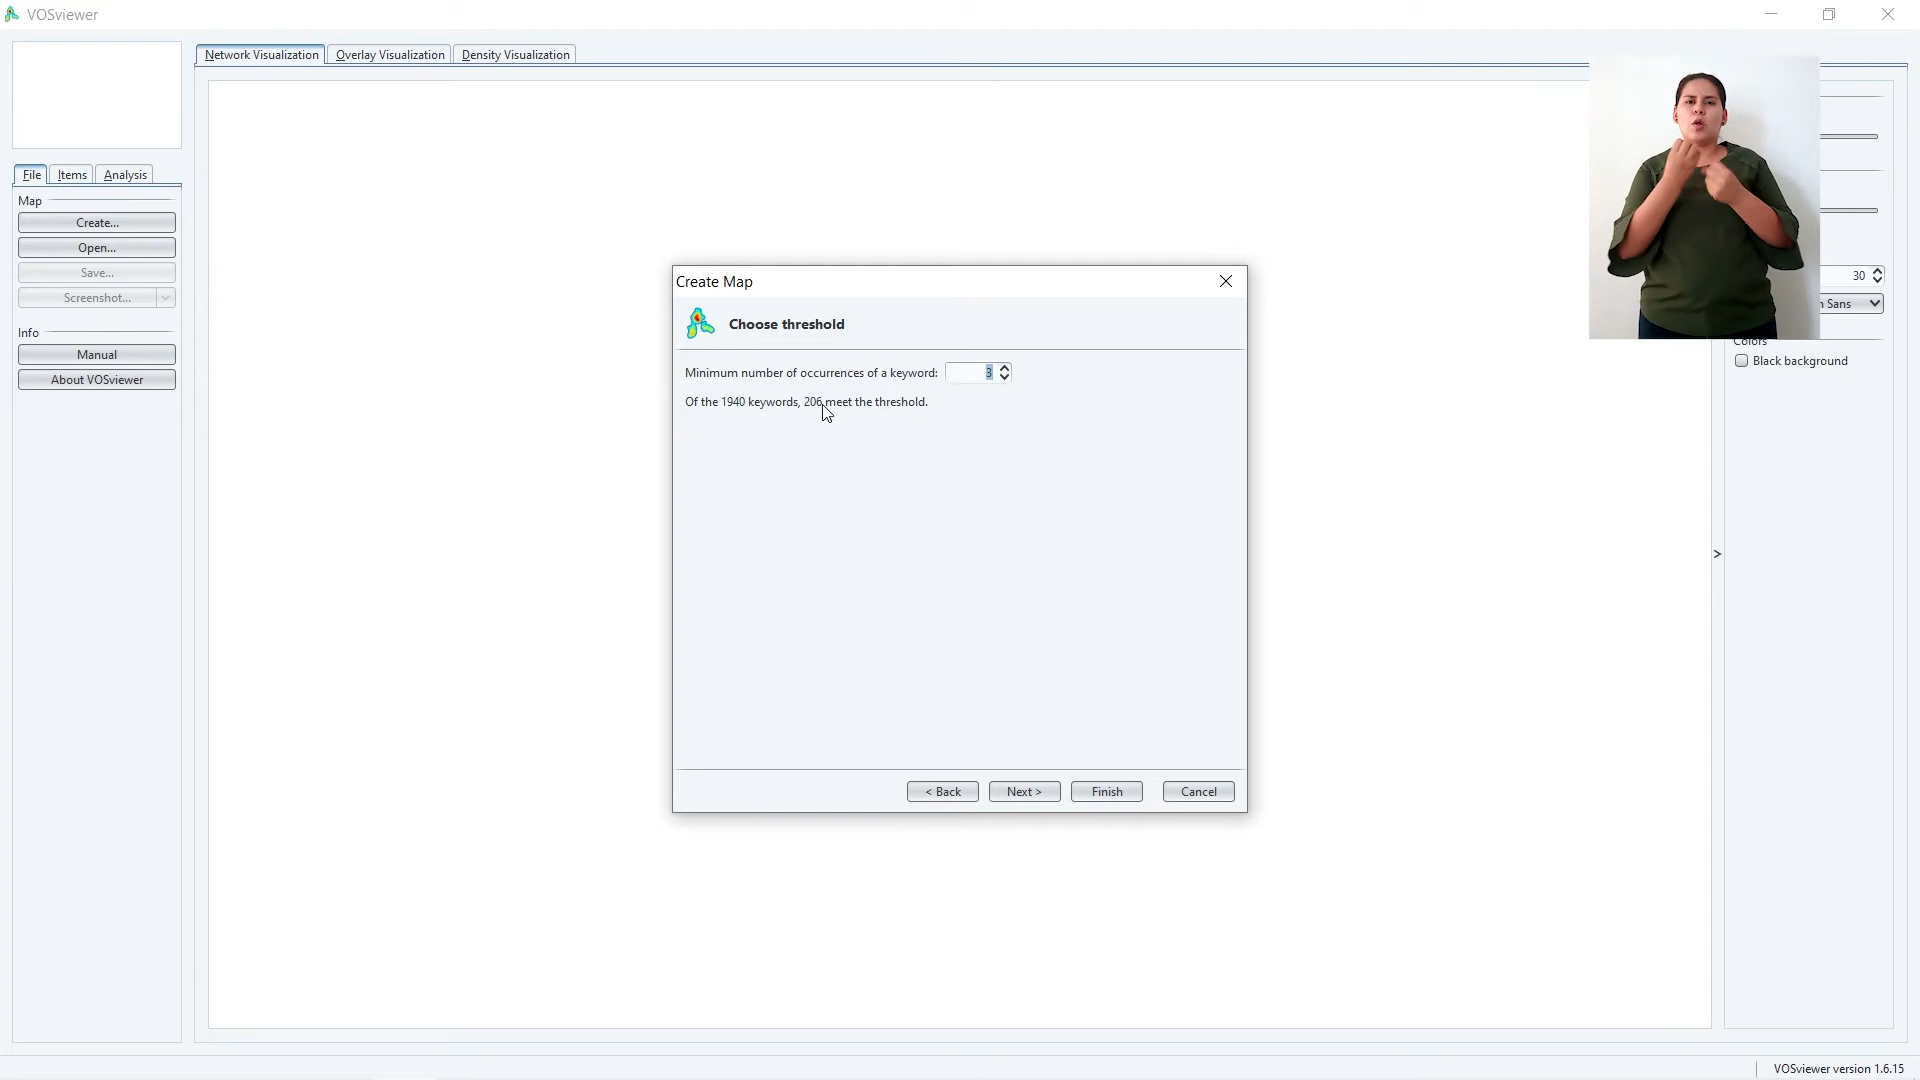 VOSviewer
Network Visualization
Overlay Visualization
Density Visualization
File
Items
Analysis
Map
Create...
Open...
Save...
Screenshot...
Info
Manual
About VOSviewer
Create Map
Choose threshold
Minimum number of occurrences of a keyword: 3
Of the 1940 keywords, 206 meet the threshold.
< Back
Next >
Finish
Cancel
30
Sans
Colors
Black background
>
VOSviewer version 1.6.15